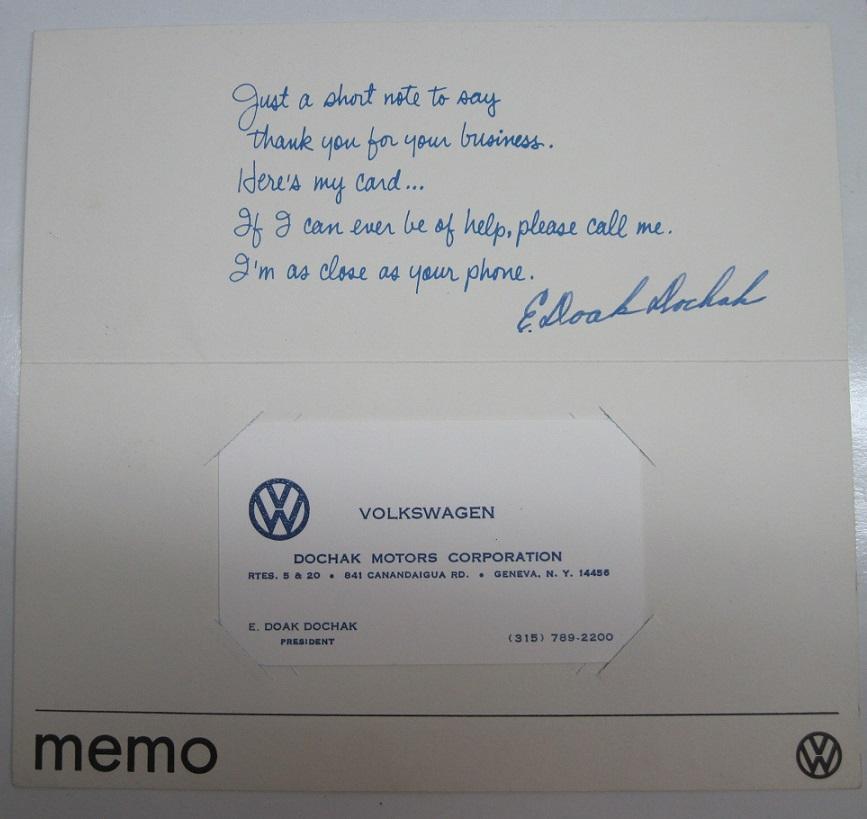 Just a short note to say
thank you for your business.
Here's my card...
If I can ever be of help, please call me.
I'm as close as your phone.
E. Doak Dochak
VOLKSWAGEN
DOCHAK MOTORS CORPORATION
RTES. 5 & 20 • 841 CANANDAIGUA RD. • GENEVA, N. Y. 14456
E. DOAK DOCHAK
PRESIDENT
(315) 789-2200
memo